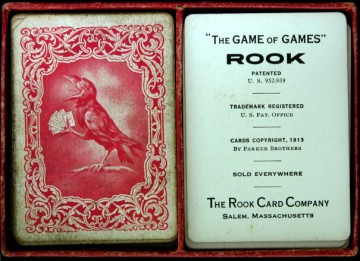 "THE GAME OF GAMES"
ROOK
PATENTED
U. S. 952,939
TRADEMARK REGISTERED
U. S. PAT. OFFICE
CARDS COPYRIGHT, 1913
BY PARKER BROTHERS
SOLD EVERYWHERE
THE ROOK CARD COMPANY
SALEM, MASSACHUSETTS